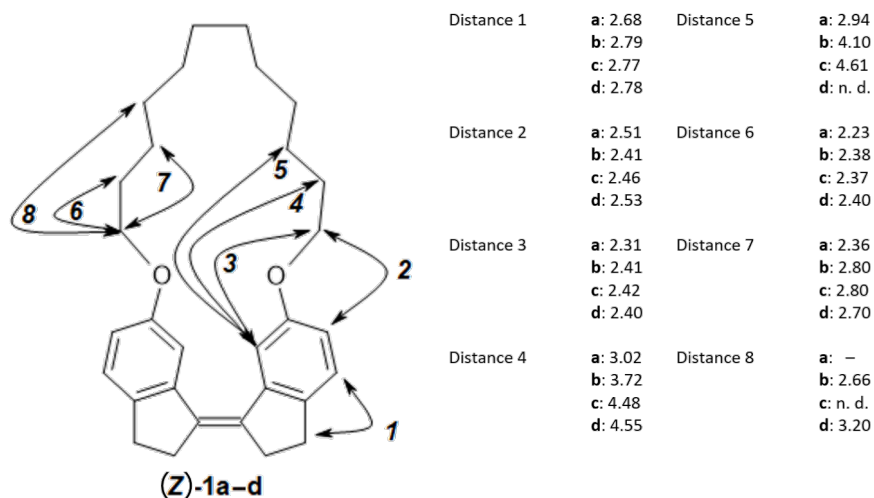 Distance 1 a: 2.68 Distance 5 a: 2.94
b: 2.79 b: 4.10
c: 2.77 c: 4.61
d: 2.78 d: n. d.
Distance 2 a: 2.51 Distance 6 a: 2.23
b: 2.41 b: 2.38
c: 2.46 c: 2.37
d: 2.53 d: 2.40
Distance 3 a: 2.31 Distance 7 a: 2.36
b: 2.41 b: 2.80
c: 2.42 c: 2.80
d: 2.40 d: 2.70
Distance 4 a: 3.02 Distance 8 a: –
b: 3.72 b: 2.66
c: 4.48 c: n. d.
d: 4.55 d: 3.20
5
7
4
8 6
3
2
O O
1
(Z)-1a–d